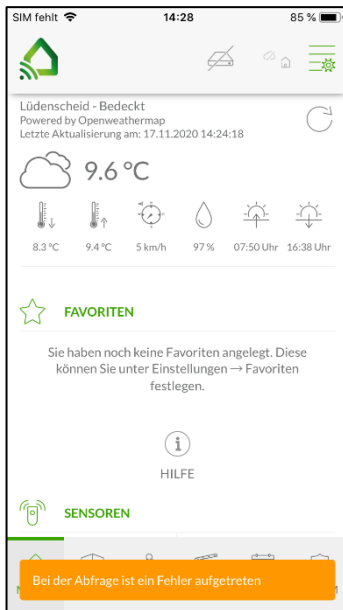 SIM fehlt 14:28 85 %
Lüdenscheid - Bedeckt
Powered by Openweathermap
Letzte Aktualisierung am: 17.11.2020 14:24:18
9.6 °C
8.3 °C 9.4 °C 5 km/h 97 % 07:50 Uhr 16:38 Uhr
FAVORITEN
Sie haben noch keine Favoriten angelegt. Diese
können Sie unter Einstellungen → Favoriten
festlegen.
HILFE
SENSOREN
Bei der Abfrage ist ein Fehler aufgetreten